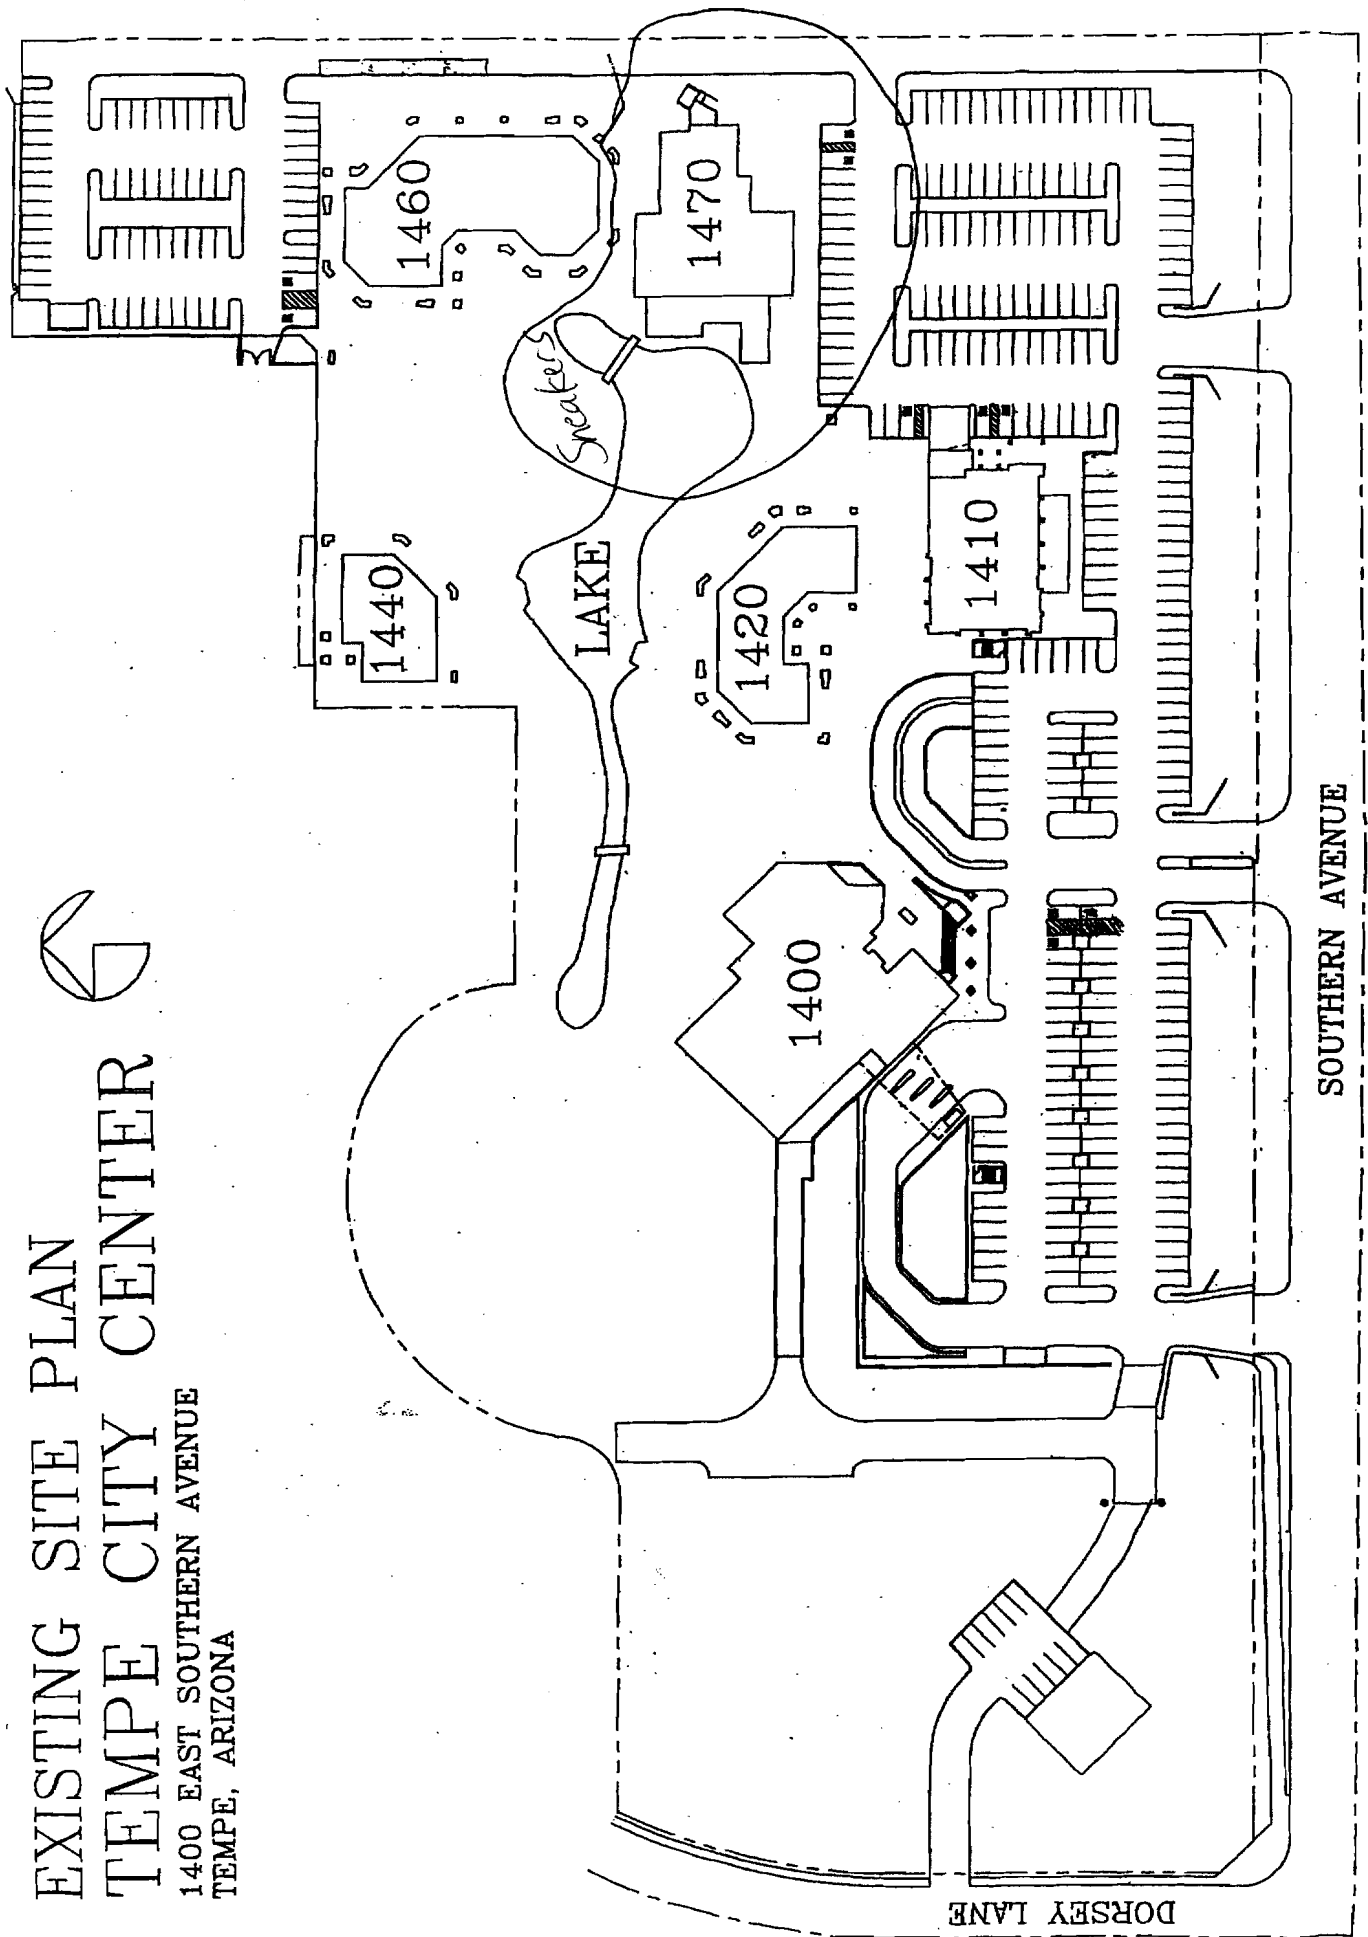 EXISTING SITE PLAN
TEMPE CITY CENTER
1400 EAST SOUTHERN AVENUE
TEMPE, ARIZONA
1460
1470
Sneakers
1440
LAKE
1420
1410
1400
SOUTHERN AVENUE
DORSEY LANE